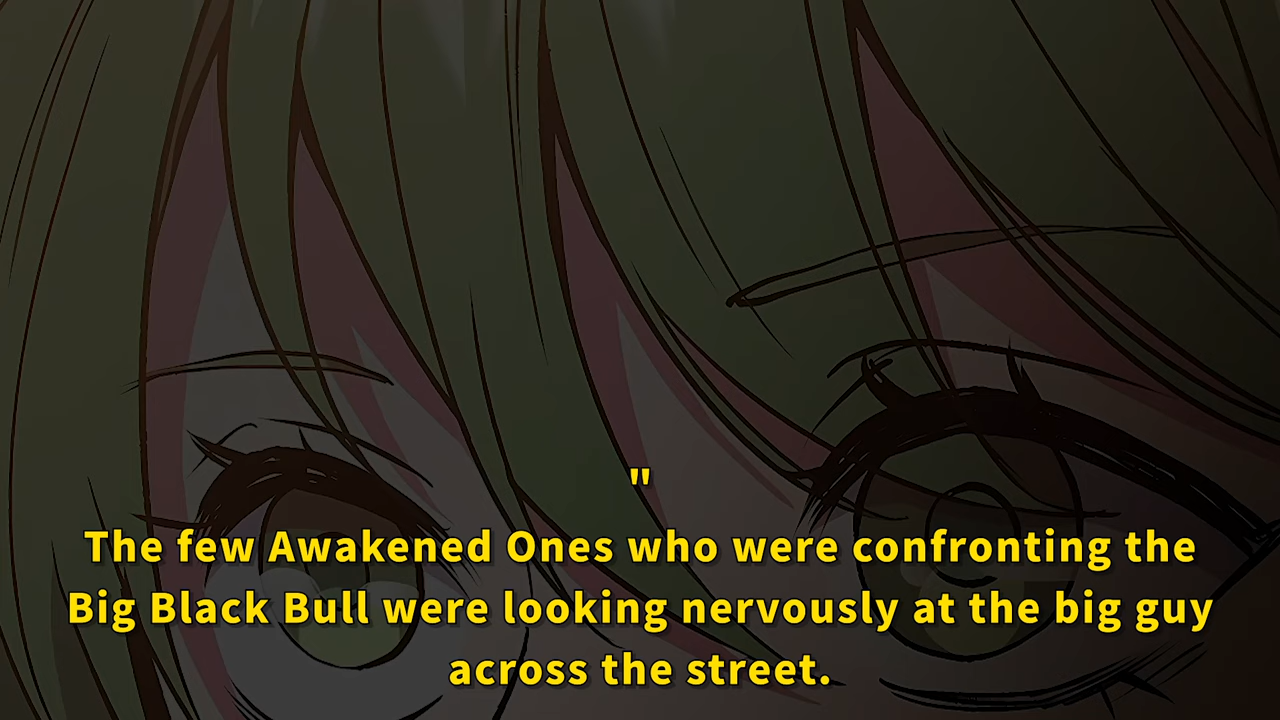 "
The few Awakened Ones who were confronting the
Big Black Bull were looking nervously at the big guy
across the street.